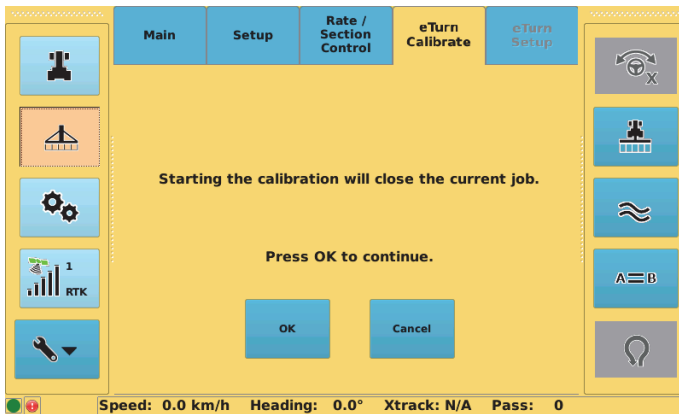 Main
Setup
Rate /
Section
Control
eTurn
Calibrate
eTurn
Setup
X
Starting the calibration will close the current job.
1
RTK
Press OK to continue.
A=B
OK
Cancel
Speed: 0.0 km/h Heading: 0.0° Xtrack: N/A Pass: 0